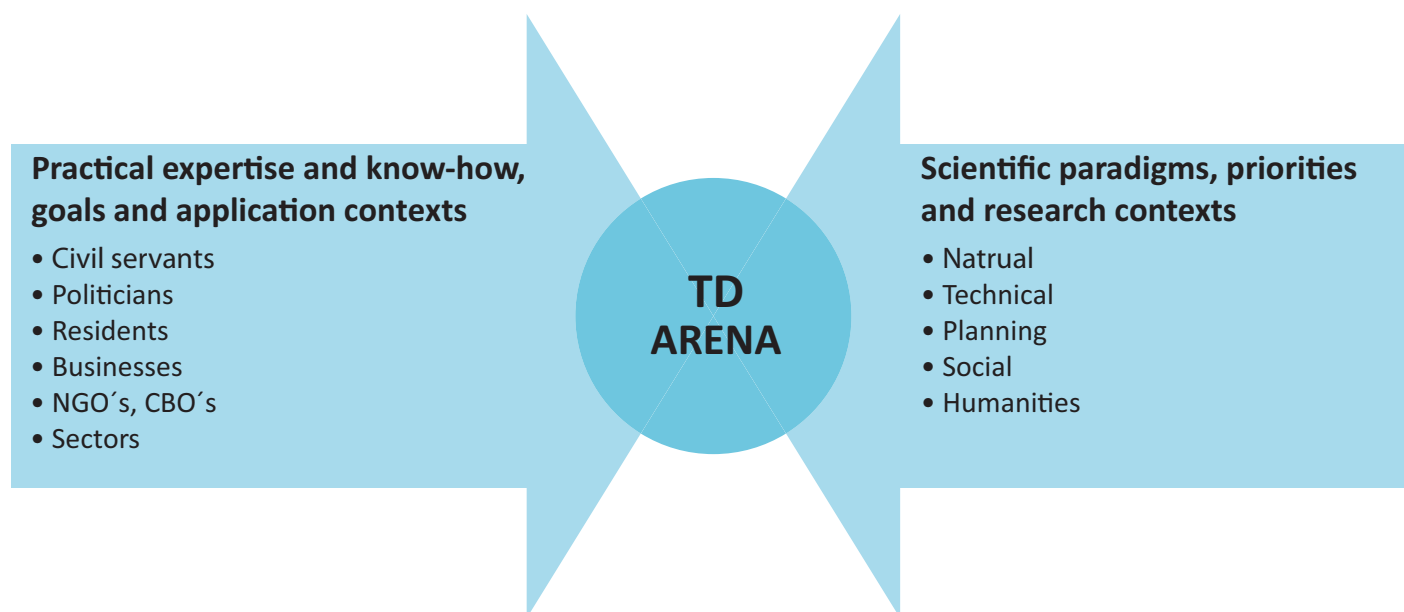 Practical expertise and know-how,
goals and application contexts
• Civil servants
• Politicians
• Residents
• Businesses
• NGO´s, CBO´s
• Sectors
TD
ARENA
Scientific paradigms, priorities
and research contexts
• Natrual
• Technical
• Planning
• Social
• Humanities